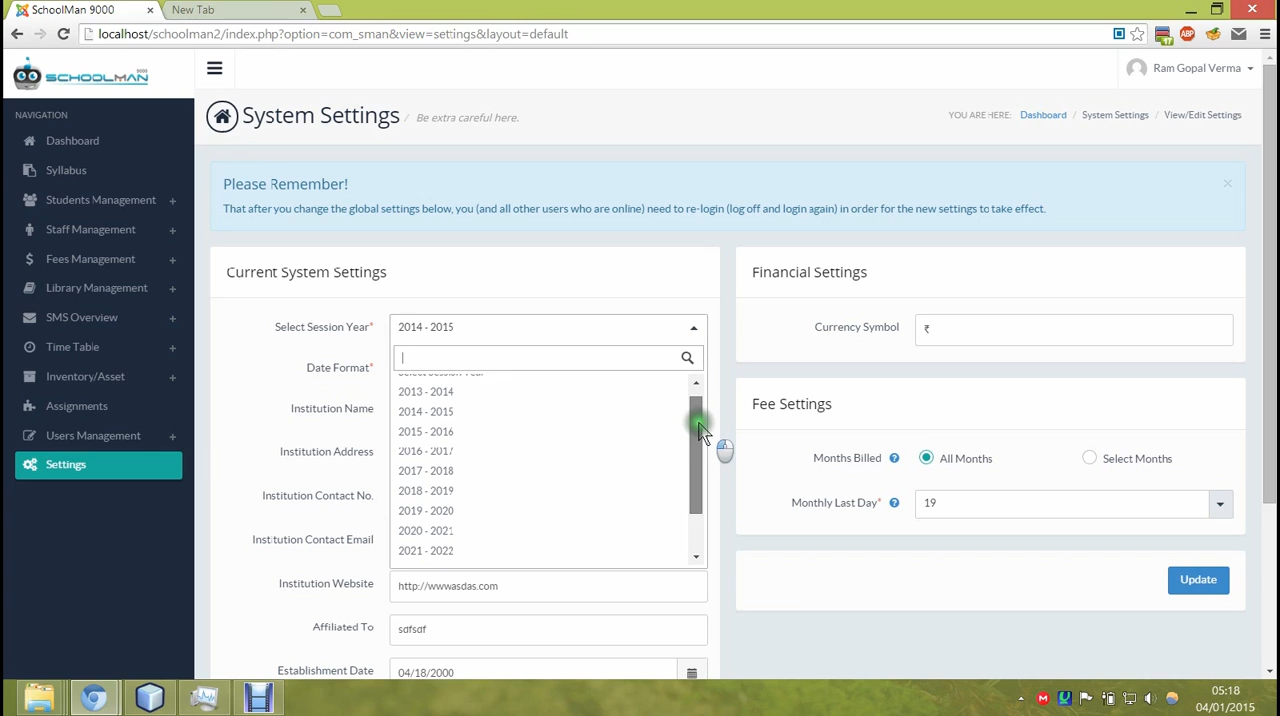 SchoolMan 9000
New Tab
localhost/schoolman2/index.php?option=com_sman&view=settings&layout=default
17
ABP
SCHOOLMAN 9000
Ram Gopal Verma
NAVIGATION
Dashboard
Syllabus
Students Management
Staff Management
Fees Management
Library Management
SMS Overview
Time Table
Inventory/Asset
Assignments
Users Management
Settings
System Settings / Be extra careful here.
YOU ARE HERE: Dashboard / System Settings / View/Edit Settings
Please Remember!
That after you change the global settings below, you (and all other users who are online) need to re-login (log off and login again) in order for the new settings to take effect.
Current System Settings
Select Session Year*
2014 - 2015
Select Session Year
2013 - 2014
2014 - 2015
2015 - 2016
2016 - 2017
2017 - 2018
2018 - 2019
2019 - 2020
2020 - 2021
2021 - 2022
Date Format*
Institution Name
Institution Address
Institution Contact No.
Institution Contact Email
Institution Website
http://wwwasdas.com
Affiliated To
sdfsdf
Establishment Date
04/18/2000
Financial Settings
Currency Symbol
₹
Fee Settings
Months Billed
All Months
Select Months
Monthly Last Day*
19
Update
05:18
04/01/2015